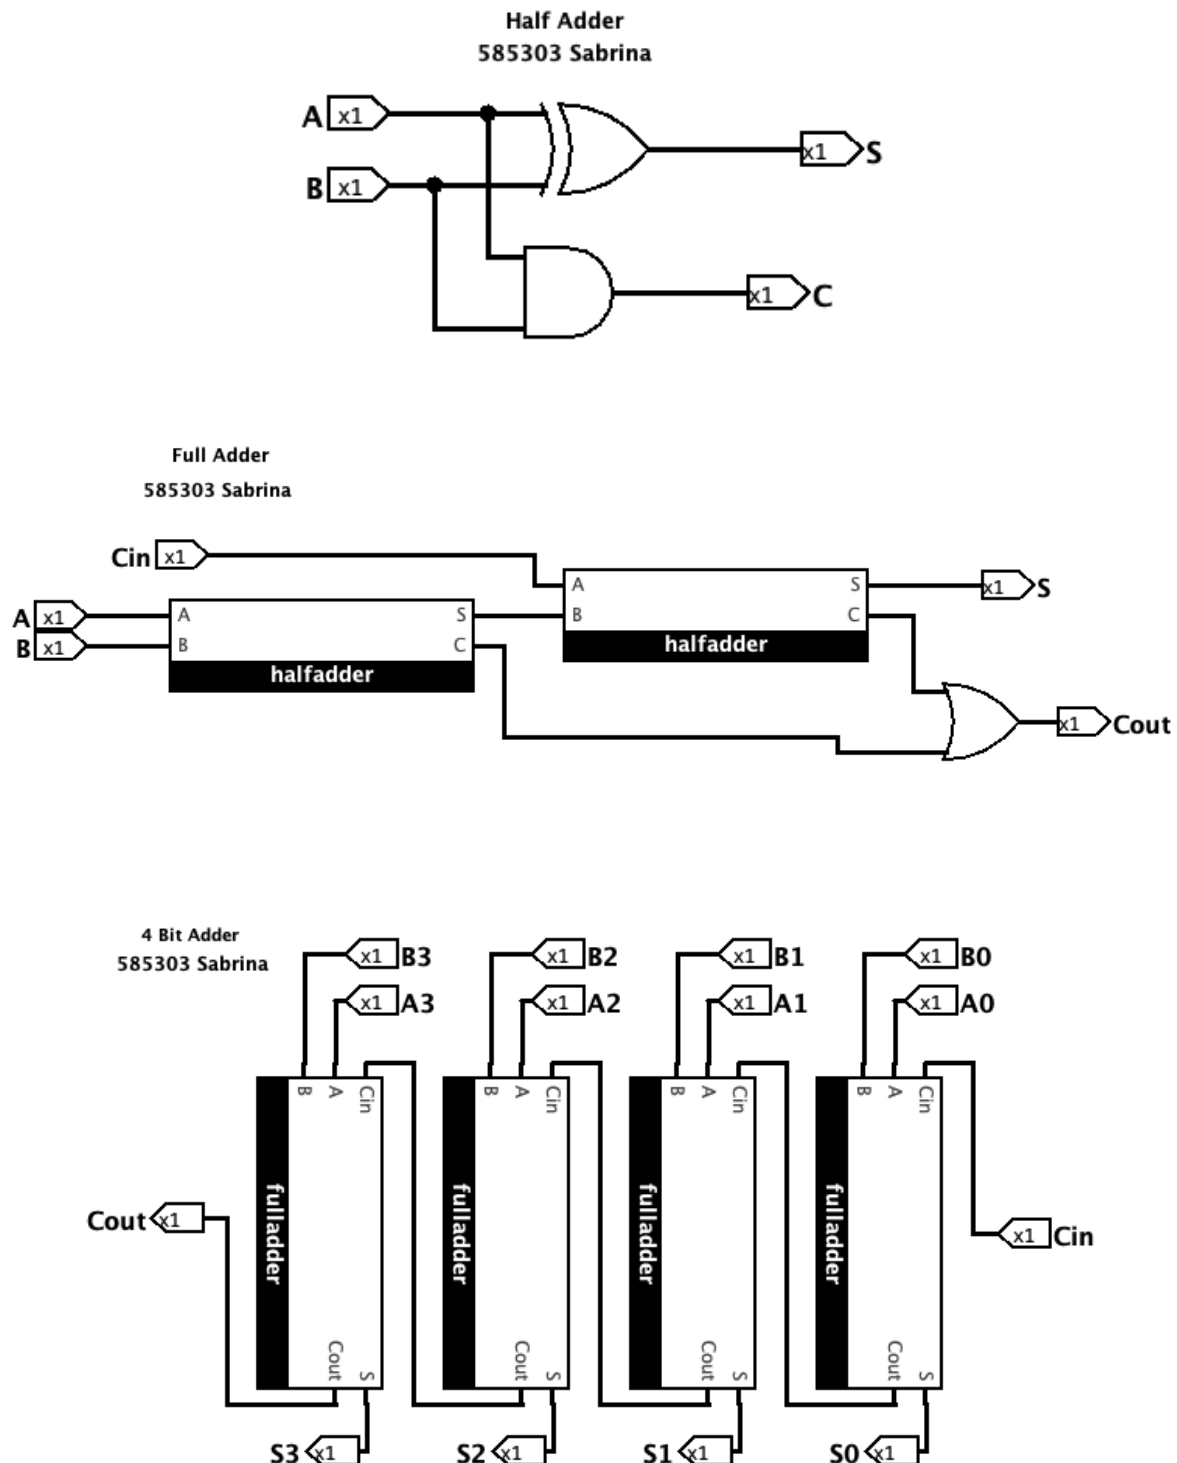 Half Adder
585303 Sabrina
A x1
x1 S
B x1
x1 C
Full Adder
585303 Sabrina
Cin x1
A S
x1 S
A x1
A S
B C
B x1
B C
halfadder
halfadder
x1 Cout
4 Bit Adder
585303 Sabrina
x1 B3
x1 B2
x1 B1
x1 B0
x1 A3
x1 A2
x1 A1
x1 A0
B A Cin
B A Cin
B A Cin
B A Cin
fulladder
fulladder
fulladder
fulladder
Cout x1
x1 Cin
Cout S
Cout S
Cout S
Cout S
S3 x1
S2 x1
S1 x1
S0 x1